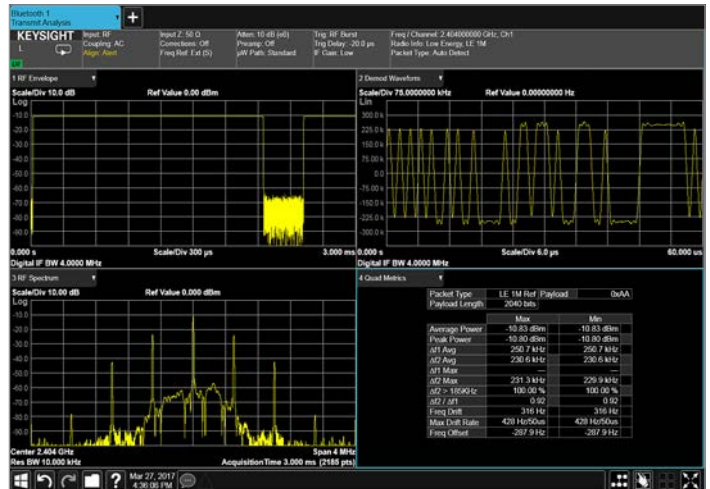 Bluetooth 1
Transmit Analysis
KEYSIGHT
L
Input: RF
Coupling: AC
Align: Alert
Input Z: 50 Ω
Corrections: Off
Freq Ref: Ext (S)
Atten: 10 dB (e0)
Preamp: Off
µW Path: Standard
Trig: RF Burst
Trig Delay: -20.0 µs
IF Gain: Low
Freq / Channel: 2.404000000 GHz, Ch1
Radio Info: Low Energy, LE 1M
Packet Type: Auto Detect
1 RF Envelope
Scale/Div 10.0 dB
Ref Value 0.00 dBm
Log
-10.0
-20.0
-30.0
-40.0
-50.0
-60.0
-70.0
-80.0
-90.0
0.000 s
Scale/Div 300 µs
3.000 ms
Digital IF BW 4.0000 MHz
2 Demod Waveform
Scale/Div 75.0000000 kHz
Ref Value 0.00000000 Hz
Lin
300.0 k
225.0 k
150.0 k
75.00 k
0.0
-75.00 k
-150.0 k
-225.0 k
-300.0 k
0.000 s
Scale/Div 6.0 µs
60.000 us
Digital IF BW 4.0000 MHz
3 RF Spectrum
Scale/Div 10.00 dB
Ref Value 0.000 dBm
Log
-10.0
-20.0
-30.0
-40.0
-50.0
-60.0
-70.0
-80.0
-90.0
Center 2.404 GHz
Span 4 MHz
Res BW 10.000 kHz
Acquisition Time 3.000 ms (2185 pts)
4 Quad Metrics
Packet Type LE 1M Ref Payload 0xAA
Payload Length 2040 bits
Max Min
Average Power -10.83 dBm -10.83 dBm
Peak Power -10.80 dBm -10.80 dBm
Δf1 Avg 250.7 kHz 250.7 kHz
Δf2 Avg 230.6 kHz 230.6 kHz
Δf1 Max --- ---
Δf2 Max 231.3 kHz 229.9 kHz
Δf2 > 185KHz 100.00 % 100.00 %
Δf2 / Δf1 0.92 0.92
Freq Drift 316 Hz 316 Hz
Max Drift Rate 428 Hz/50us 428 Hz/50us
Freq Offset -287.9 Hz -287.9 Hz
Mar 27, 2017
4:36:06 PM